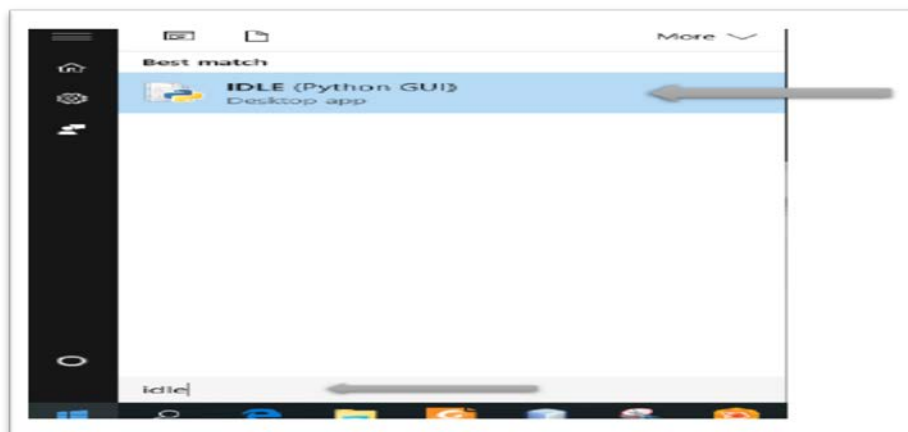 More
Best match
IDLE (Python GUI)
Desktop app
idle